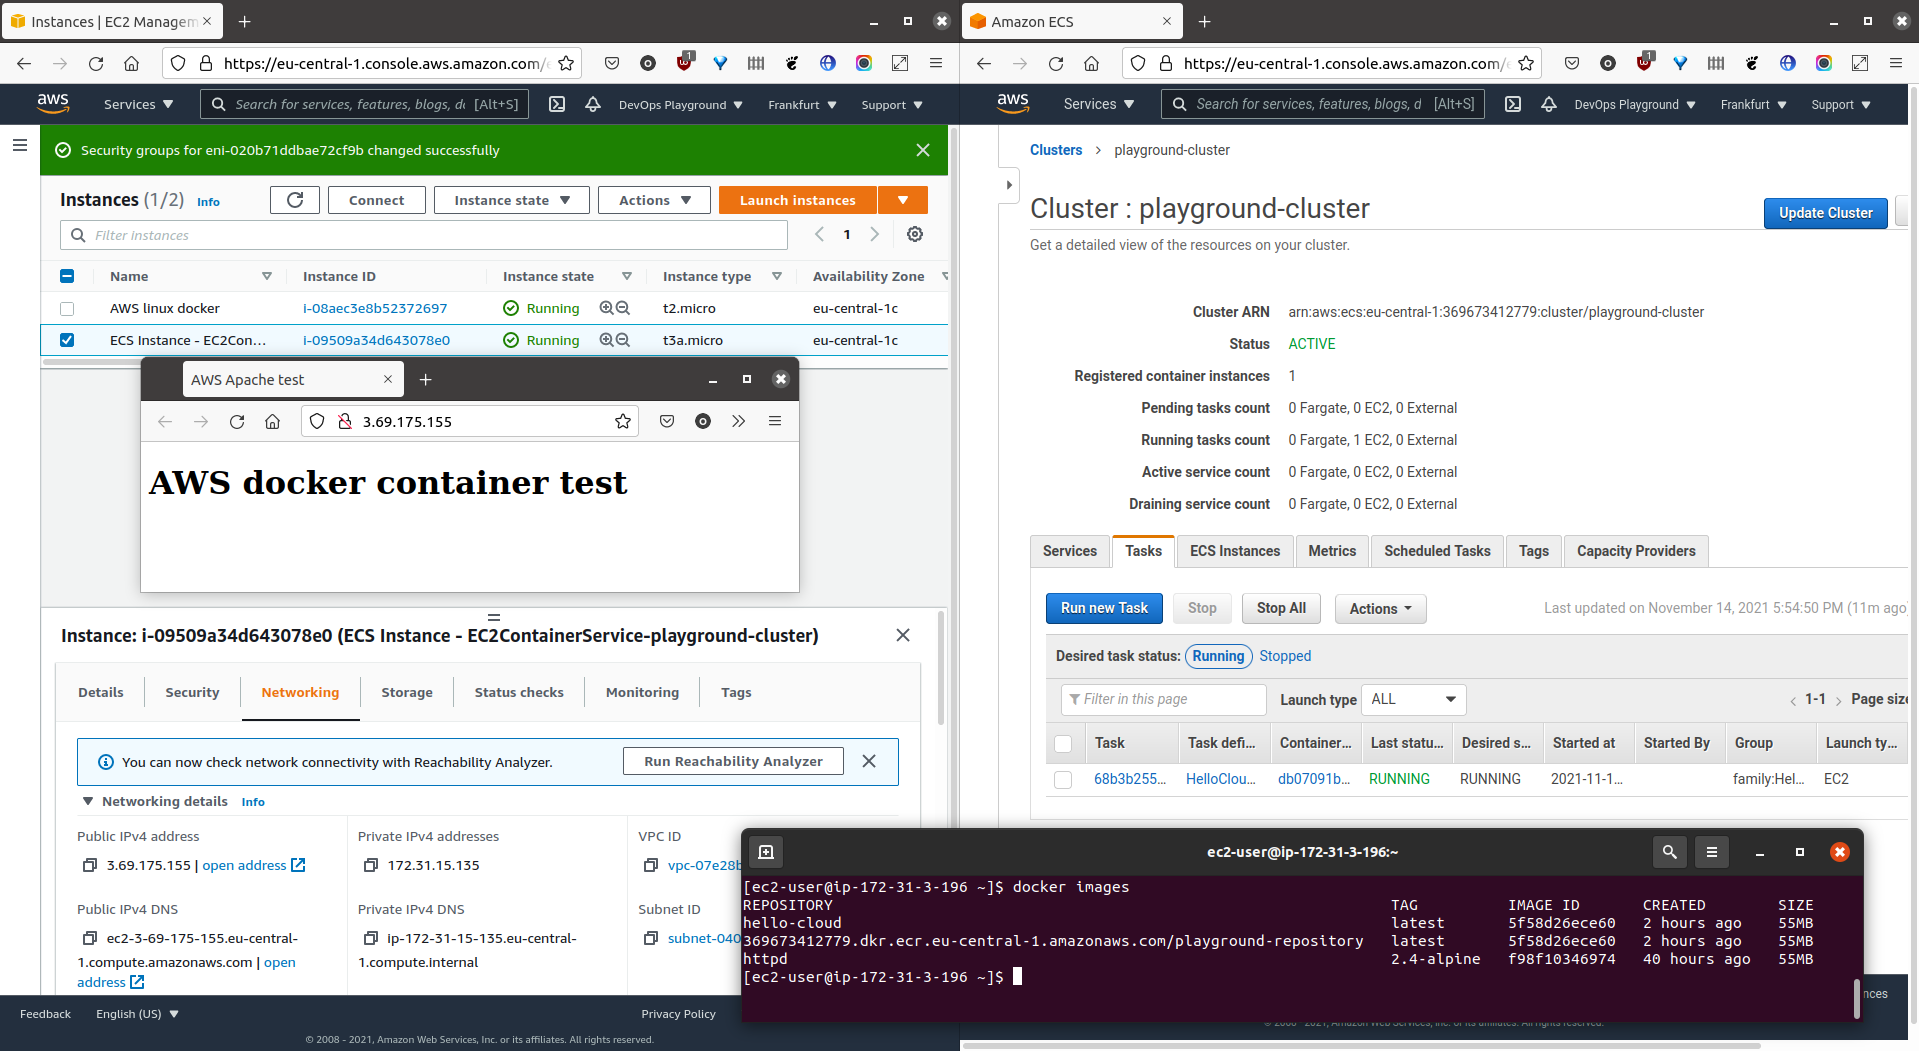 Instances | EC2 Managem
https://eu-central-1.console.aws.amazon.com/
1
aws
Services
Search for services, features, blogs, d [Alt+S]
DevOps Playground
Frankfurt
Support
Security groups for eni-020b71ddbae72cf9b changed successfully
Instances (1/2) Info
Connect
Instance state
Actions
Launch instances
Filter instances
1
Name Instance ID Instance state Instance type Availability Zone
AWS linux docker i-08aec3e8b52372697 Running t2.micro eu-central-1c
ECS Instance - EC2Con... i-09509a34d643078e0 Running t3a.micro eu-central-1c
AWS Apache test
3.69.175.155
AWS docker container test
Instance: i-09509a34d643078e0 (ECS Instance - EC2ContainerService-playground-cluster)
Details Security Networking Storage Status checks Monitoring Tags
You can now check network connectivity with Reachability Analyzer.
Run Reachability Analyzer
Networking details Info
Public IPv4 address
3.69.175.155 | open address
Private IPv4 addresses
172.31.15.135
VPC ID
vpc-07e28b
Public IPv4 DNS
ec2-3-69-175-155.eu-central-
1.compute.amazonaws.com | open
address
Private IPv4 DNS
ip-172-31-15-135.eu-central-
1.compute.internal
Subnet ID
subnet-040
Feedback English (US) Privacy Policy
© 2008 - 2021, Amazon Web Services, Inc. or its affiliates. All rights reserved.
Amazon ECS
https://eu-central-1.console.aws.amazon.com/
1
aws
Services
Search for services, features, blogs, d [Alt+S]
DevOps Playground
Frankfurt
Support
Clusters > playground-cluster
Cluster : playground-cluster
Update Cluster
Get a detailed view of the resources on your cluster.
Cluster ARN arn:aws:ecs:eu-central-1:369673412779:cluster/playground-cluster
Status ACTIVE
Registered container instances 1
Pending tasks count 0 Fargate, 0 EC2, 0 External
Running tasks count 0 Fargate, 1 EC2, 0 External
Active service count 0 Fargate, 0 EC2, 0 External
Draining service count 0 Fargate, 0 EC2, 0 External
Services Tasks ECS Instances Metrics Scheduled Tasks Tags Capacity Providers
Run new Task Stop Stop All Actions
Last updated on November 14, 2021 5:54:50 PM (11m ago
Desired task status: Running Stopped
Filter in this page
Launch type ALL
1-1 Page size
Task Task defi... Container... Last statu... Desired s... Started at Started By Group Launch ty...
68b3b255... HelloClou... db07091b... RUNNING RUNNING 2021-11-1... family:Hel... EC2
ec2-user@ip-172-31-3-196:~
[ec2-user@ip-172-31-3-196 ~]$ docker images
REPOSITORY TAG IMAGE ID CREATED SIZE
hello-cloud latest 5f58d26ece60 2 hours ago 55MB
369673412779.dkr.ecr.eu-central-1.amazonaws.com/playground-repository latest 5f58d26ece60 2 hours ago 55MB
httpd 2.4-alpine f98f10346974 40 hours ago 55MB
[ec2-user@ip-172-31-3-196 ~]$
nces